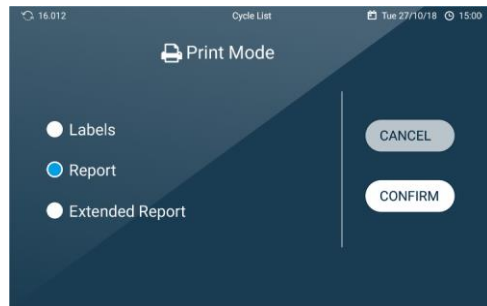 16.012 Cycle List Tue 27/10/18 15:00
Print Mode
Labels
Report
Extended Report
CANCEL
CONFIRM